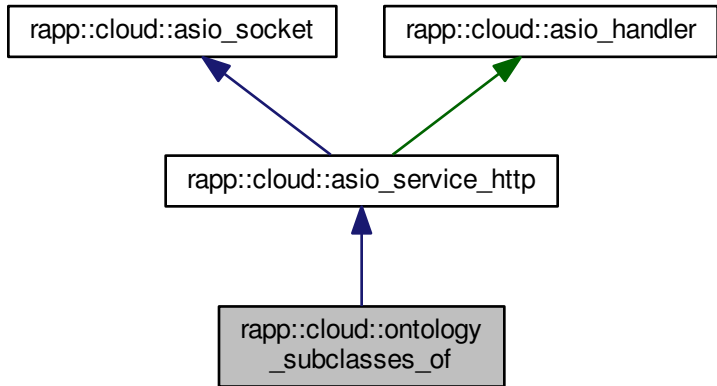 rapp::cloud::asio_socket
rapp::cloud::asio_handler
rapp::cloud::asio_service_http
rapp::cloud::ontology
_subclasses_of